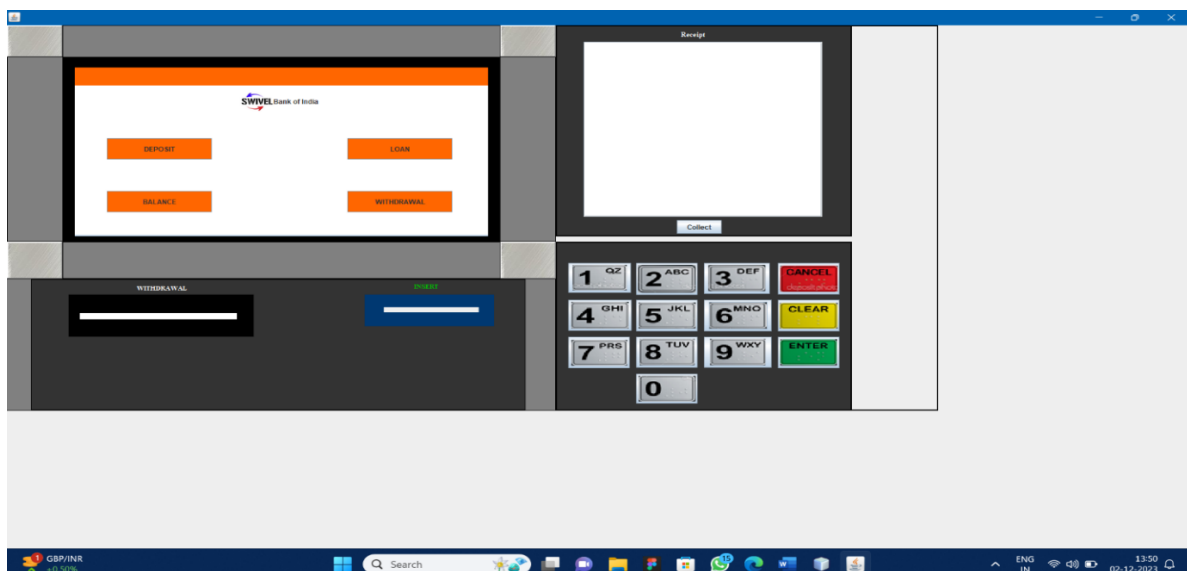 Receipt
SWIVEL Bank of India
DEPOSIT
LOAN
BALANCE
WITHDRAWAL
Collect
WITHDRAWAL
INSERT
1 QZ
2 ABC
3 DEF
CANCEL
4 GHI
5 JKL
6 MNO
CLEAR
7 PRS
8 TUV
9 WXY
ENTER
0
1
GBP/INR
+0.50%
Search
15
ENG
IN
13:50
02-12-2023